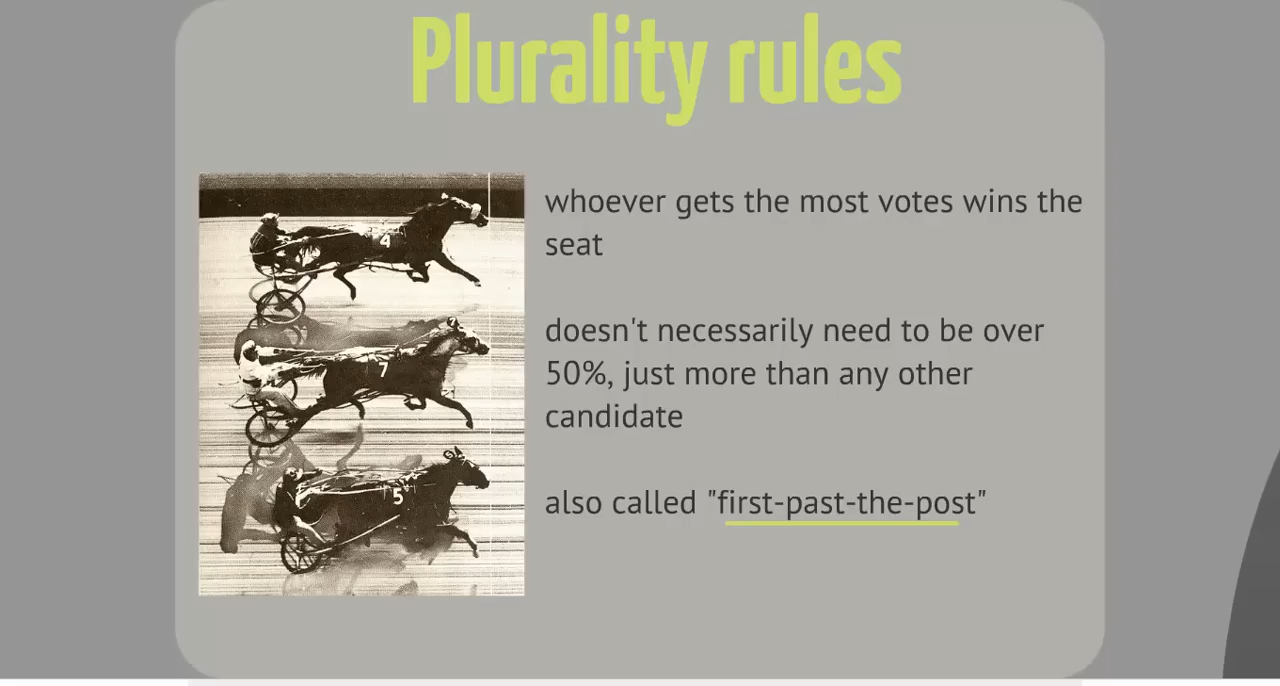 Plurality rules
whoever gets the most votes wins the
seat
doesn't necessarily need to be over
50%, just more than any other
candidate
also called "first-past-the-post"
4
7
5